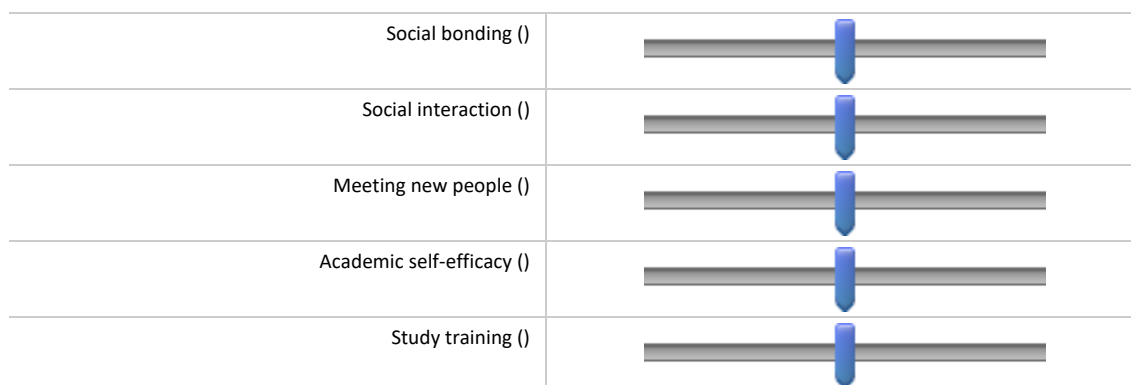 Social bonding ()
Social interaction ()
Meeting new people ()
Academic self-efficacy ()
Study training ()